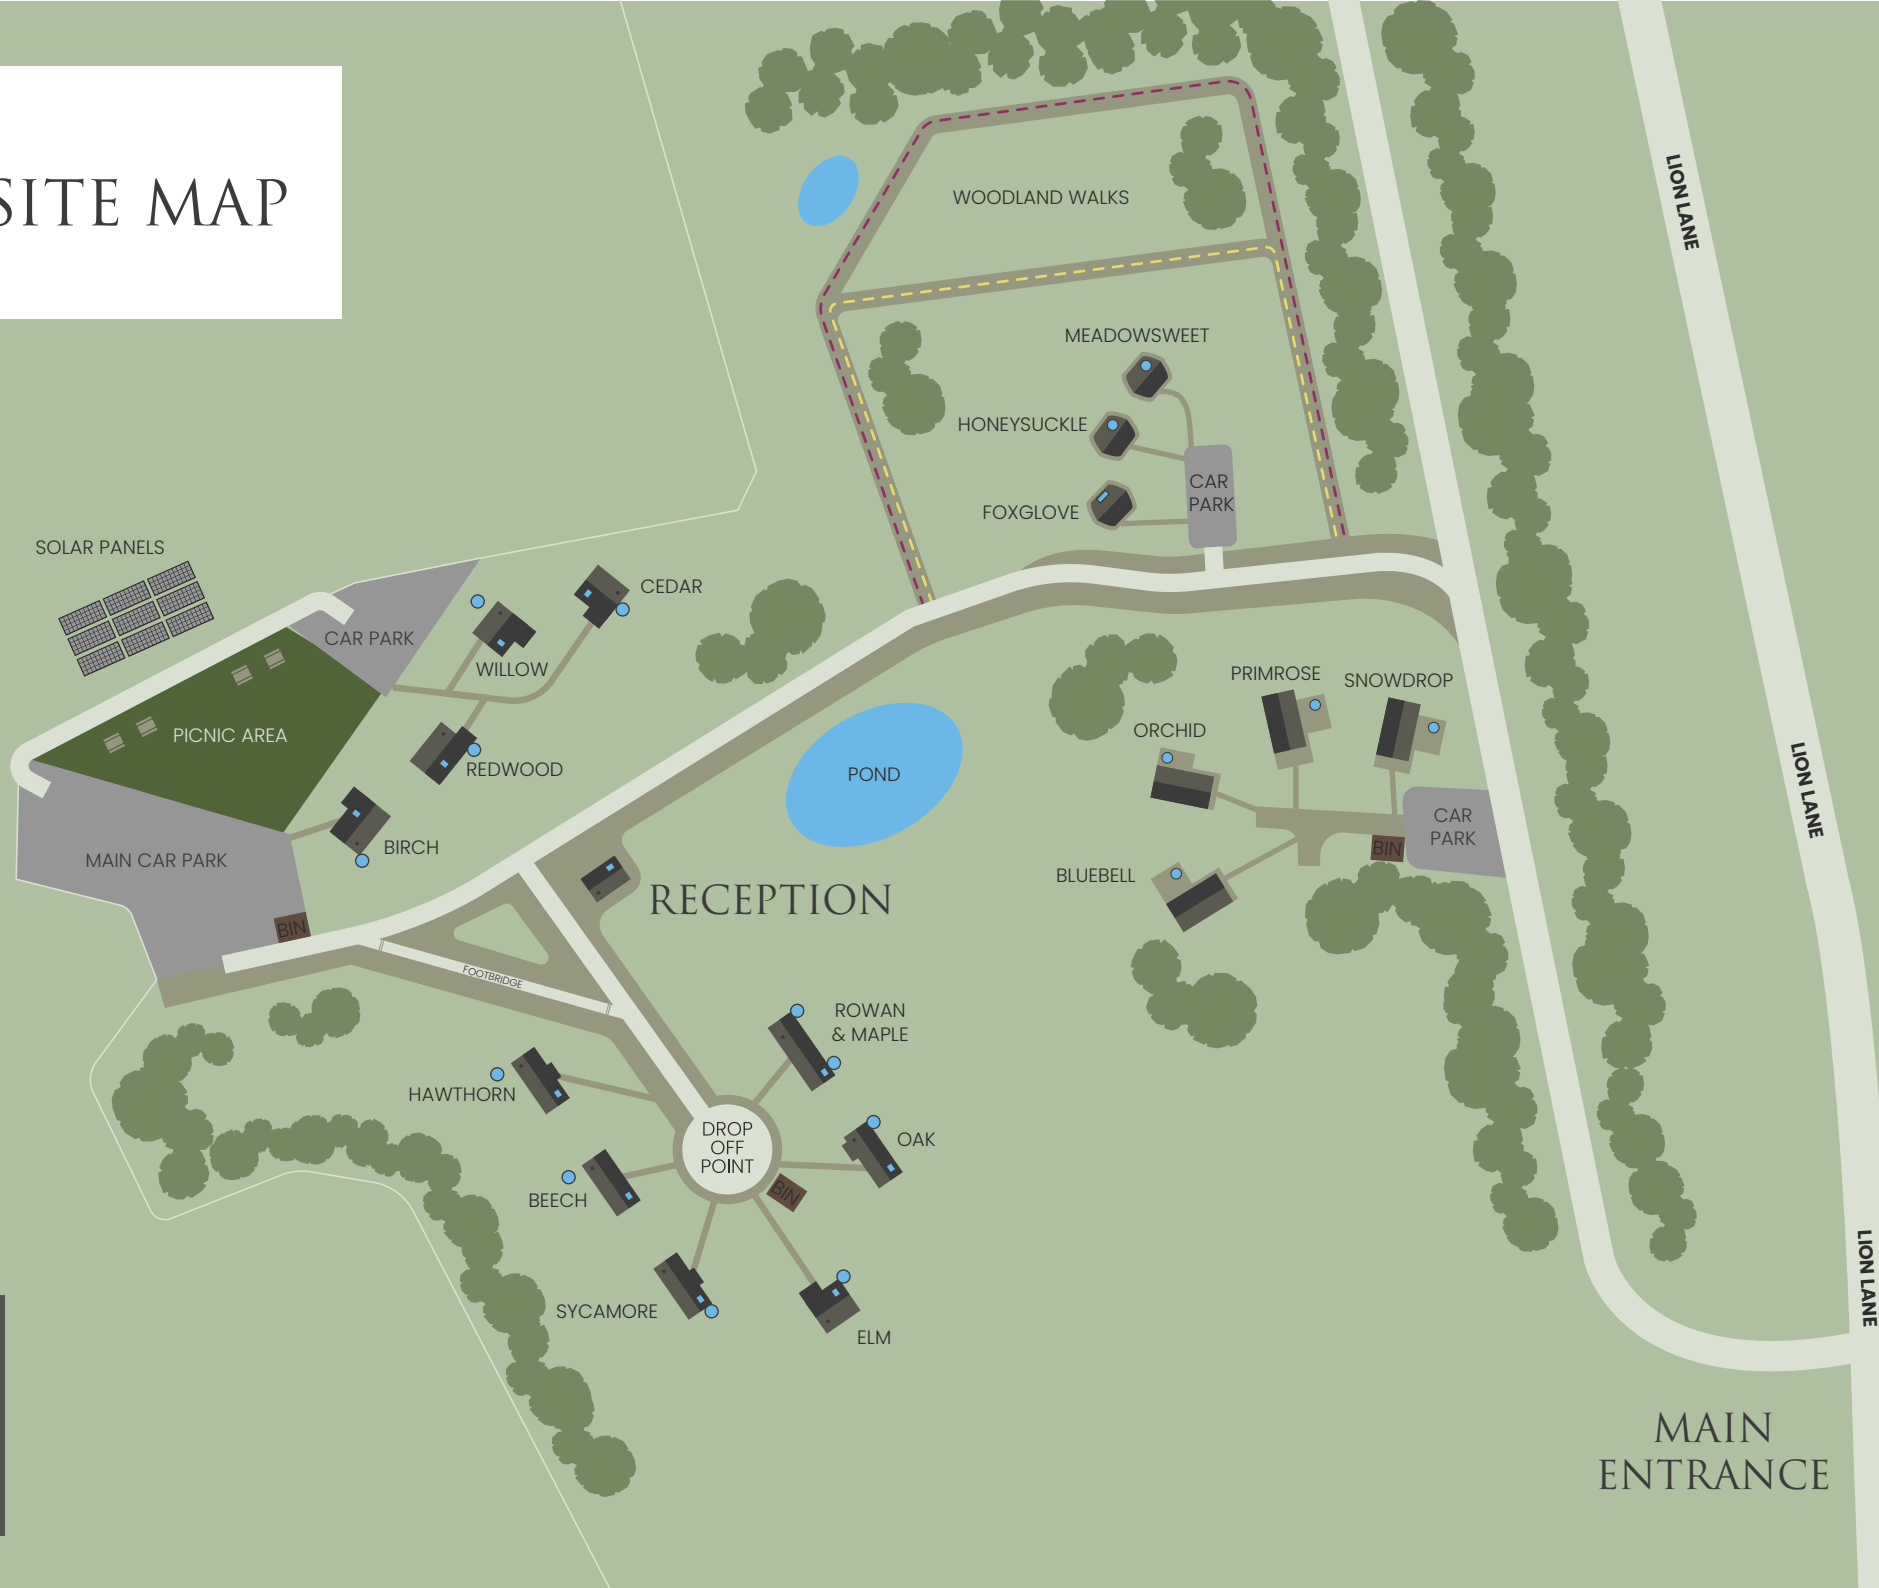 SITE MAP
LION LANE
WOODLAND WALKS
MEADOWSWEET
HONEYSUCKLE
CAR
PARK
FOXGLOVE
SOLAR PANELS
CEDAR
CAR PARK
WILLOW
PICNIC AREA
REDWOOD
BIRCH
MAIN CAR PARK
BIN
POND
RECEPTION
FOOTBRIDGE
PRIMROSE
SNOWDROP
ORCHID
CAR
PARK
BIN
BLUEBELL
LION LANE
ROWAN
& MAPLE
HAWTHORN
DROP
OFF
POINT
OAK
BEECH
BIN
SYCAMORE
ELM
LION LANE
MAIN
ENTRANCE